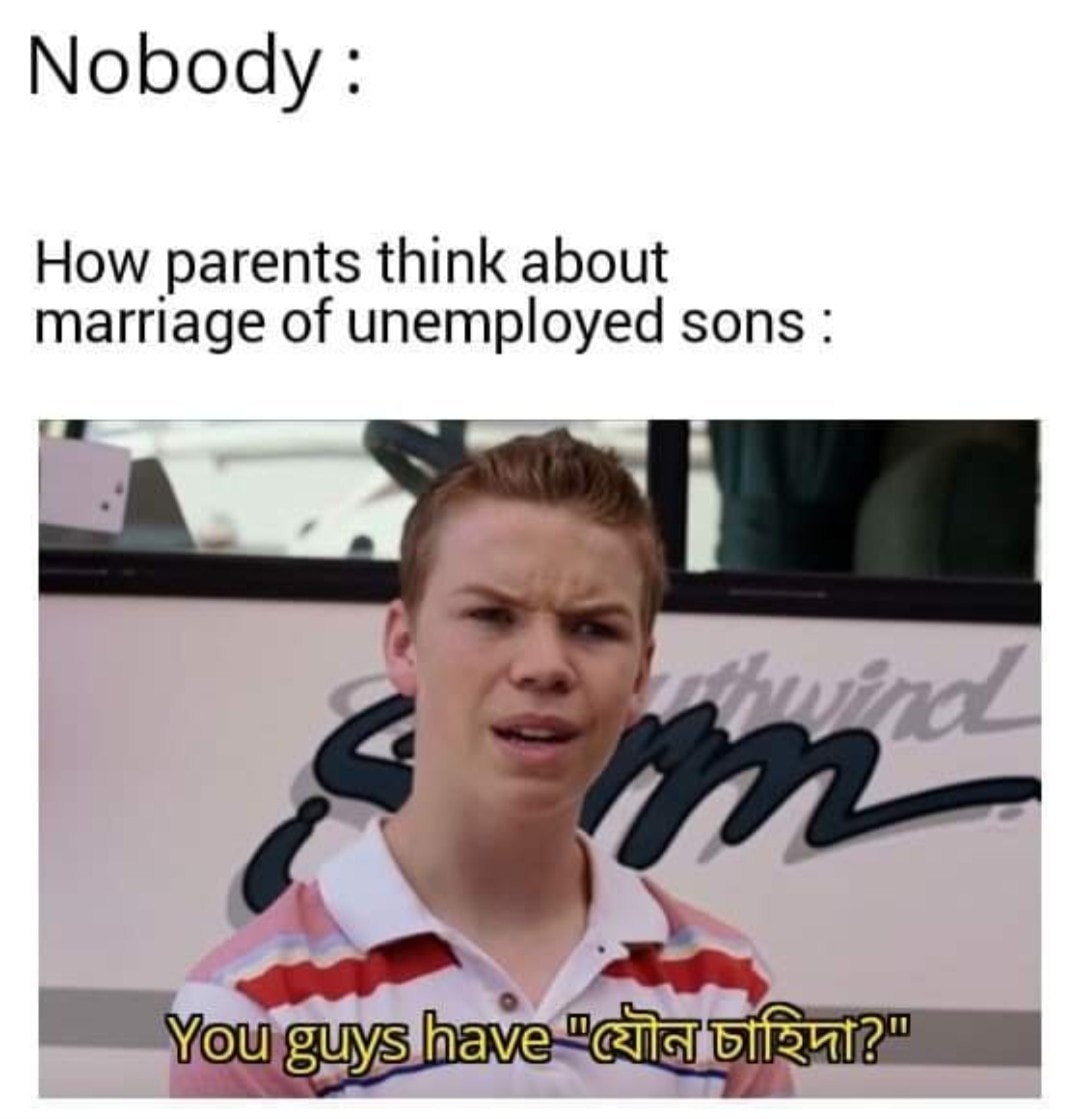 Nobody :
How parents think about
marriage of unemployed sons :
You guys have "যৌন চাহিদা?"